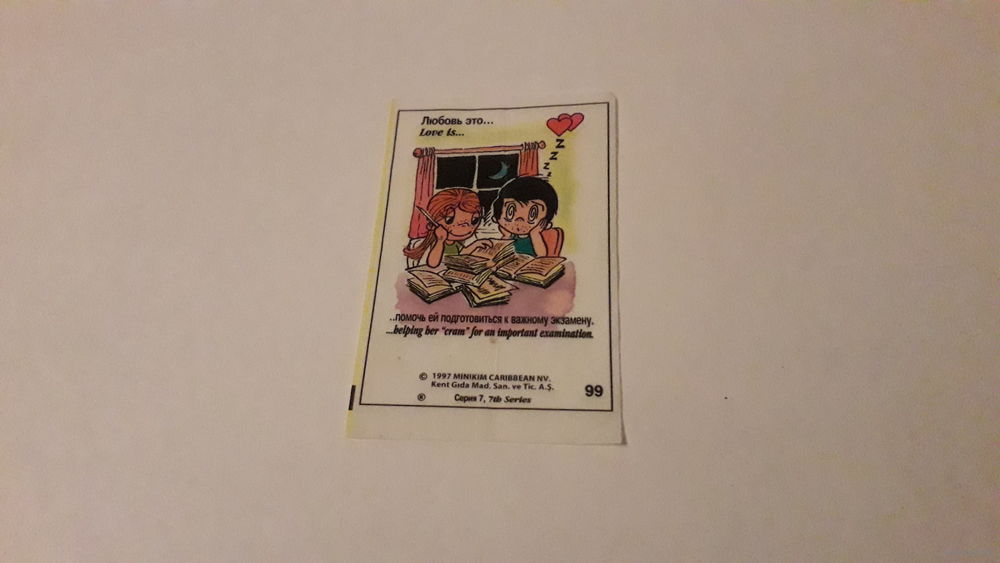 Любовь это...
Love is...
Z
Z
Z
Z
...помочь ей подготовиться к важному экзамену.
...helping her "cram" for an important examination.
© 1997 MINIKIM CARIBBEAN NV.
Kent Gıda Mad. San. ve Tic. A.Ş.
® Серия 7, 7th Series
99